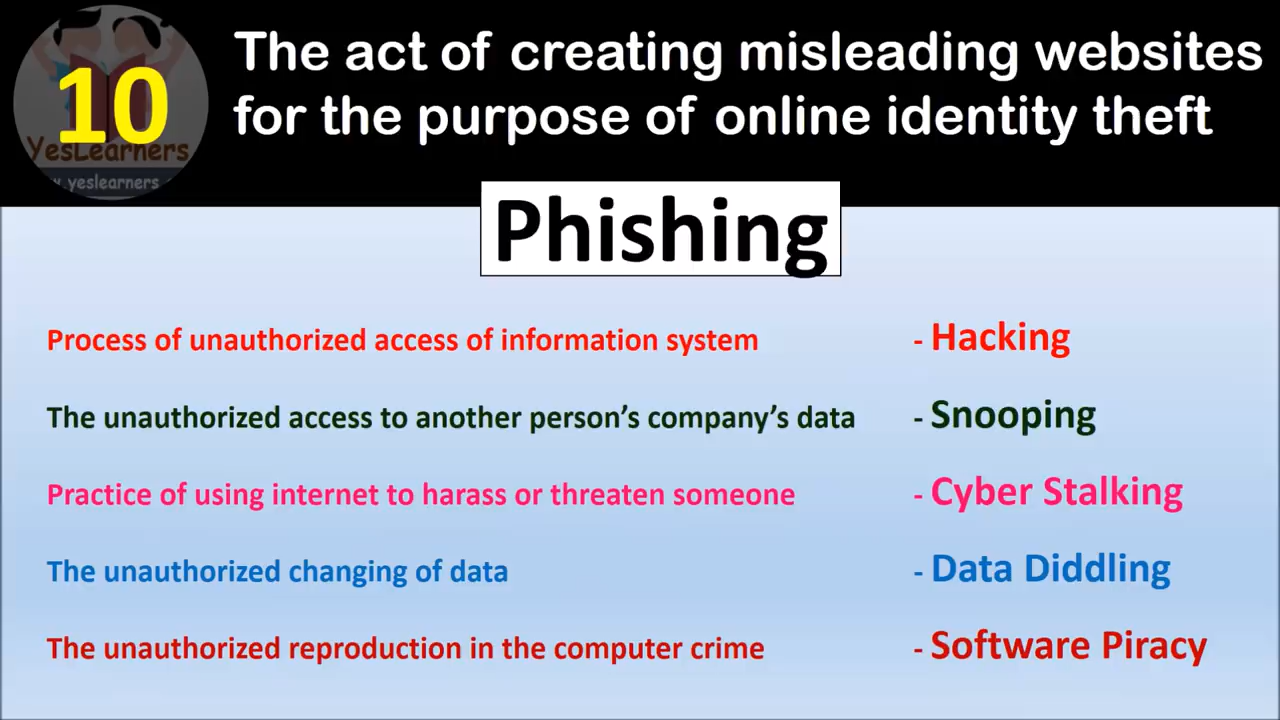 10
The act of creating misleading websites
for the purpose of online identity theft
YesLearners
.yeslearners.
Phishing
Process of unauthorized access of information system - Hacking
The unauthorized access to another person’s company’s data - Snooping
Practice of using internet to harass or threaten someone - Cyber Stalking
The unauthorized changing of data - Data Diddling
The unauthorized reproduction in the computer crime - Software Piracy